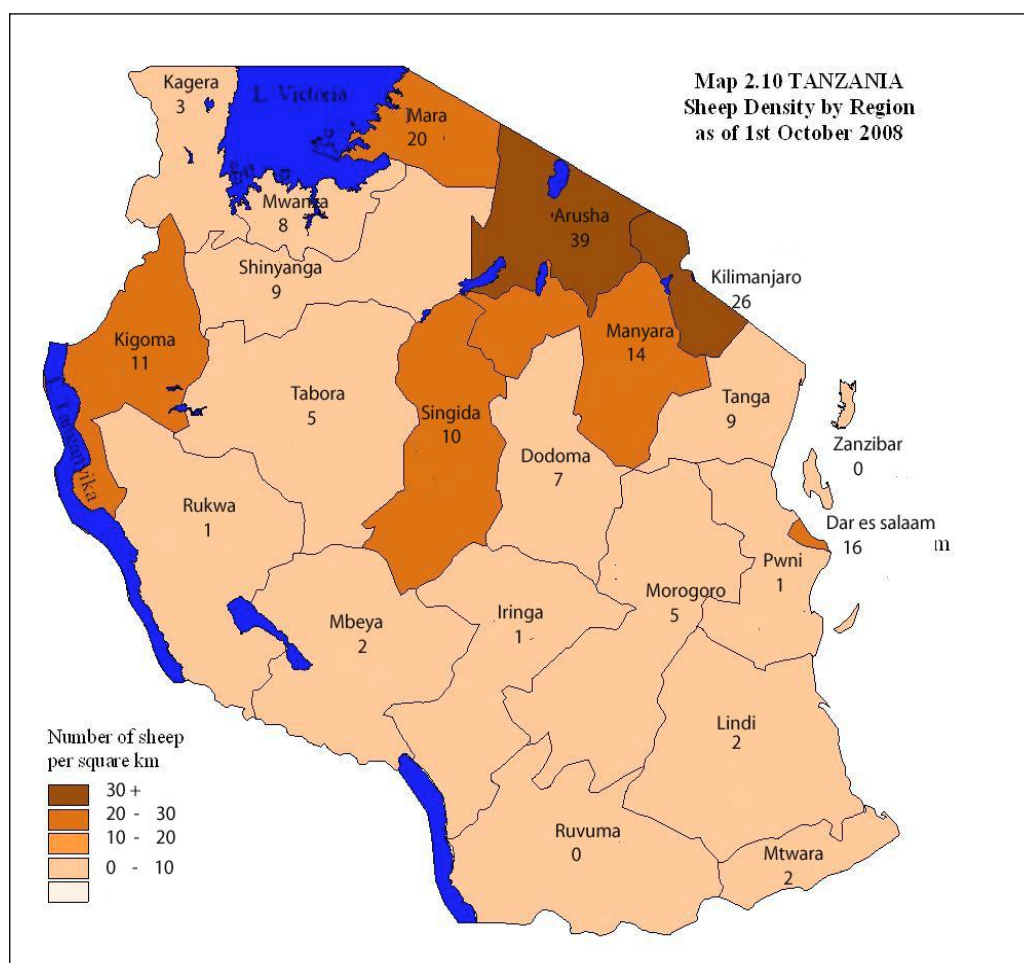 Map 2.10 TANZANIA
Sheep Density by Region
as of 1st October 2008
Kagera
3
L. Victoria
Mara
20
Mwanza
8
Arusha
39
Shinyanga
9
Kilimanjaro
26
Kigoma
11
Manyara
14
Tabora
5
Singida
10
Tanga
9
Dodoma
7
Zanzibar
0
L. Tanganyika
Rukwa
1
Dar es salaam
16
m
Pwni
1
Morogoro
5
Iringa
1
Mbeya
2
Lindi
2
Ruvuma
0
Mtwara
2
Number of sheep
per square km
30 +
20 - 30
10 - 20
0 - 10